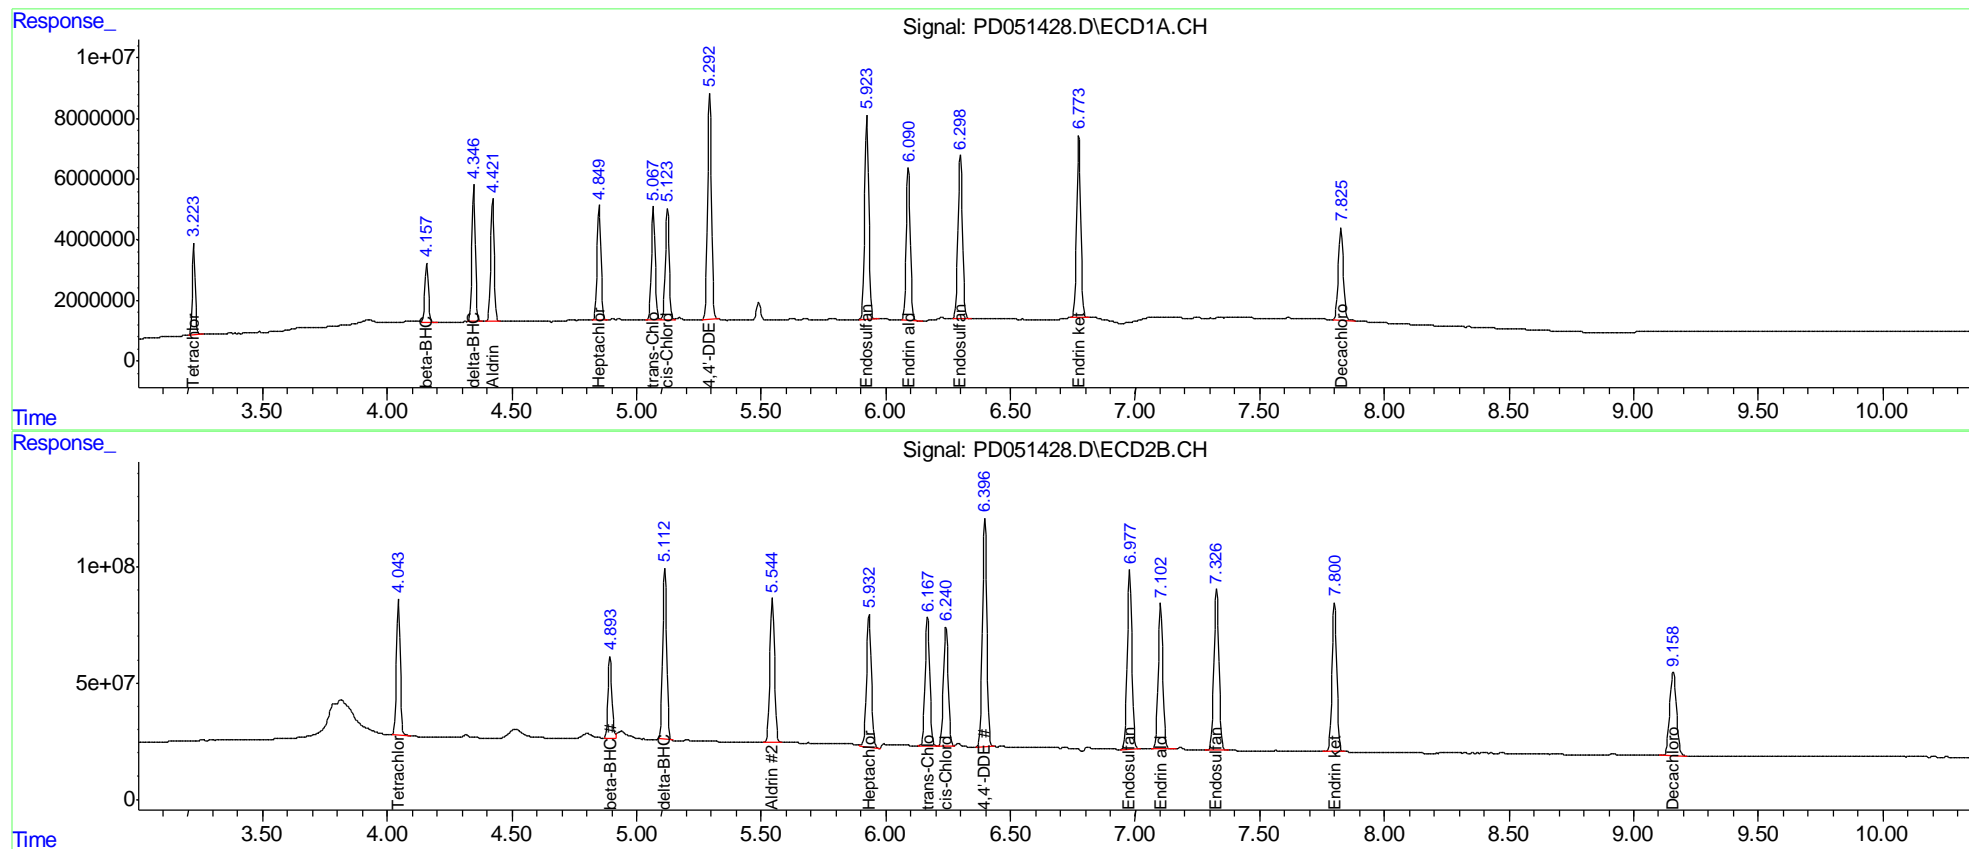 Response_
Signal: PD051428.D\ECD1A.CH
1e+07
8000000
6000000
4000000
2000000
0
3.223
4.157
4.346
4.421
4.849
5.067
5.123
5.292
5.923
6.090
6.298
6.773
7.825
Tetrachlor
beta-BHC
delta-BHC
Aldrin
Heptachlor
trans-Chlo
cis-Chlord
4,4'-DDE
Endosulfan
Endrin ald
Endosulfan
Endrin ket
Decachloro
3.50 4.00 4.50 5.00 5.50 6.00 6.50 7.00 7.50 8.00 8.50 9.00 9.50 10.00
Time
Response_
Signal: PD051428.D\ECD2B.CH
1e+08
5e+07
0
4.043
4.893
5.112
5.544
5.932
6.167
6.240
6.396
6.977
7.102
7.326
7.800
9.158
Tetrachlor
beta-BHC #
delta-BHC
Aldrin #2
Heptachlor
trans-Chlo
cis-Chlord
4,4'-DDE #
Endosulfan
Endrin ald
Endosulfan
Endrin ket
Decachloro
3.50 4.00 4.50 5.00 5.50 6.00 6.50 7.00 7.50 8.00 8.50 9.00 9.50 10.00
Time